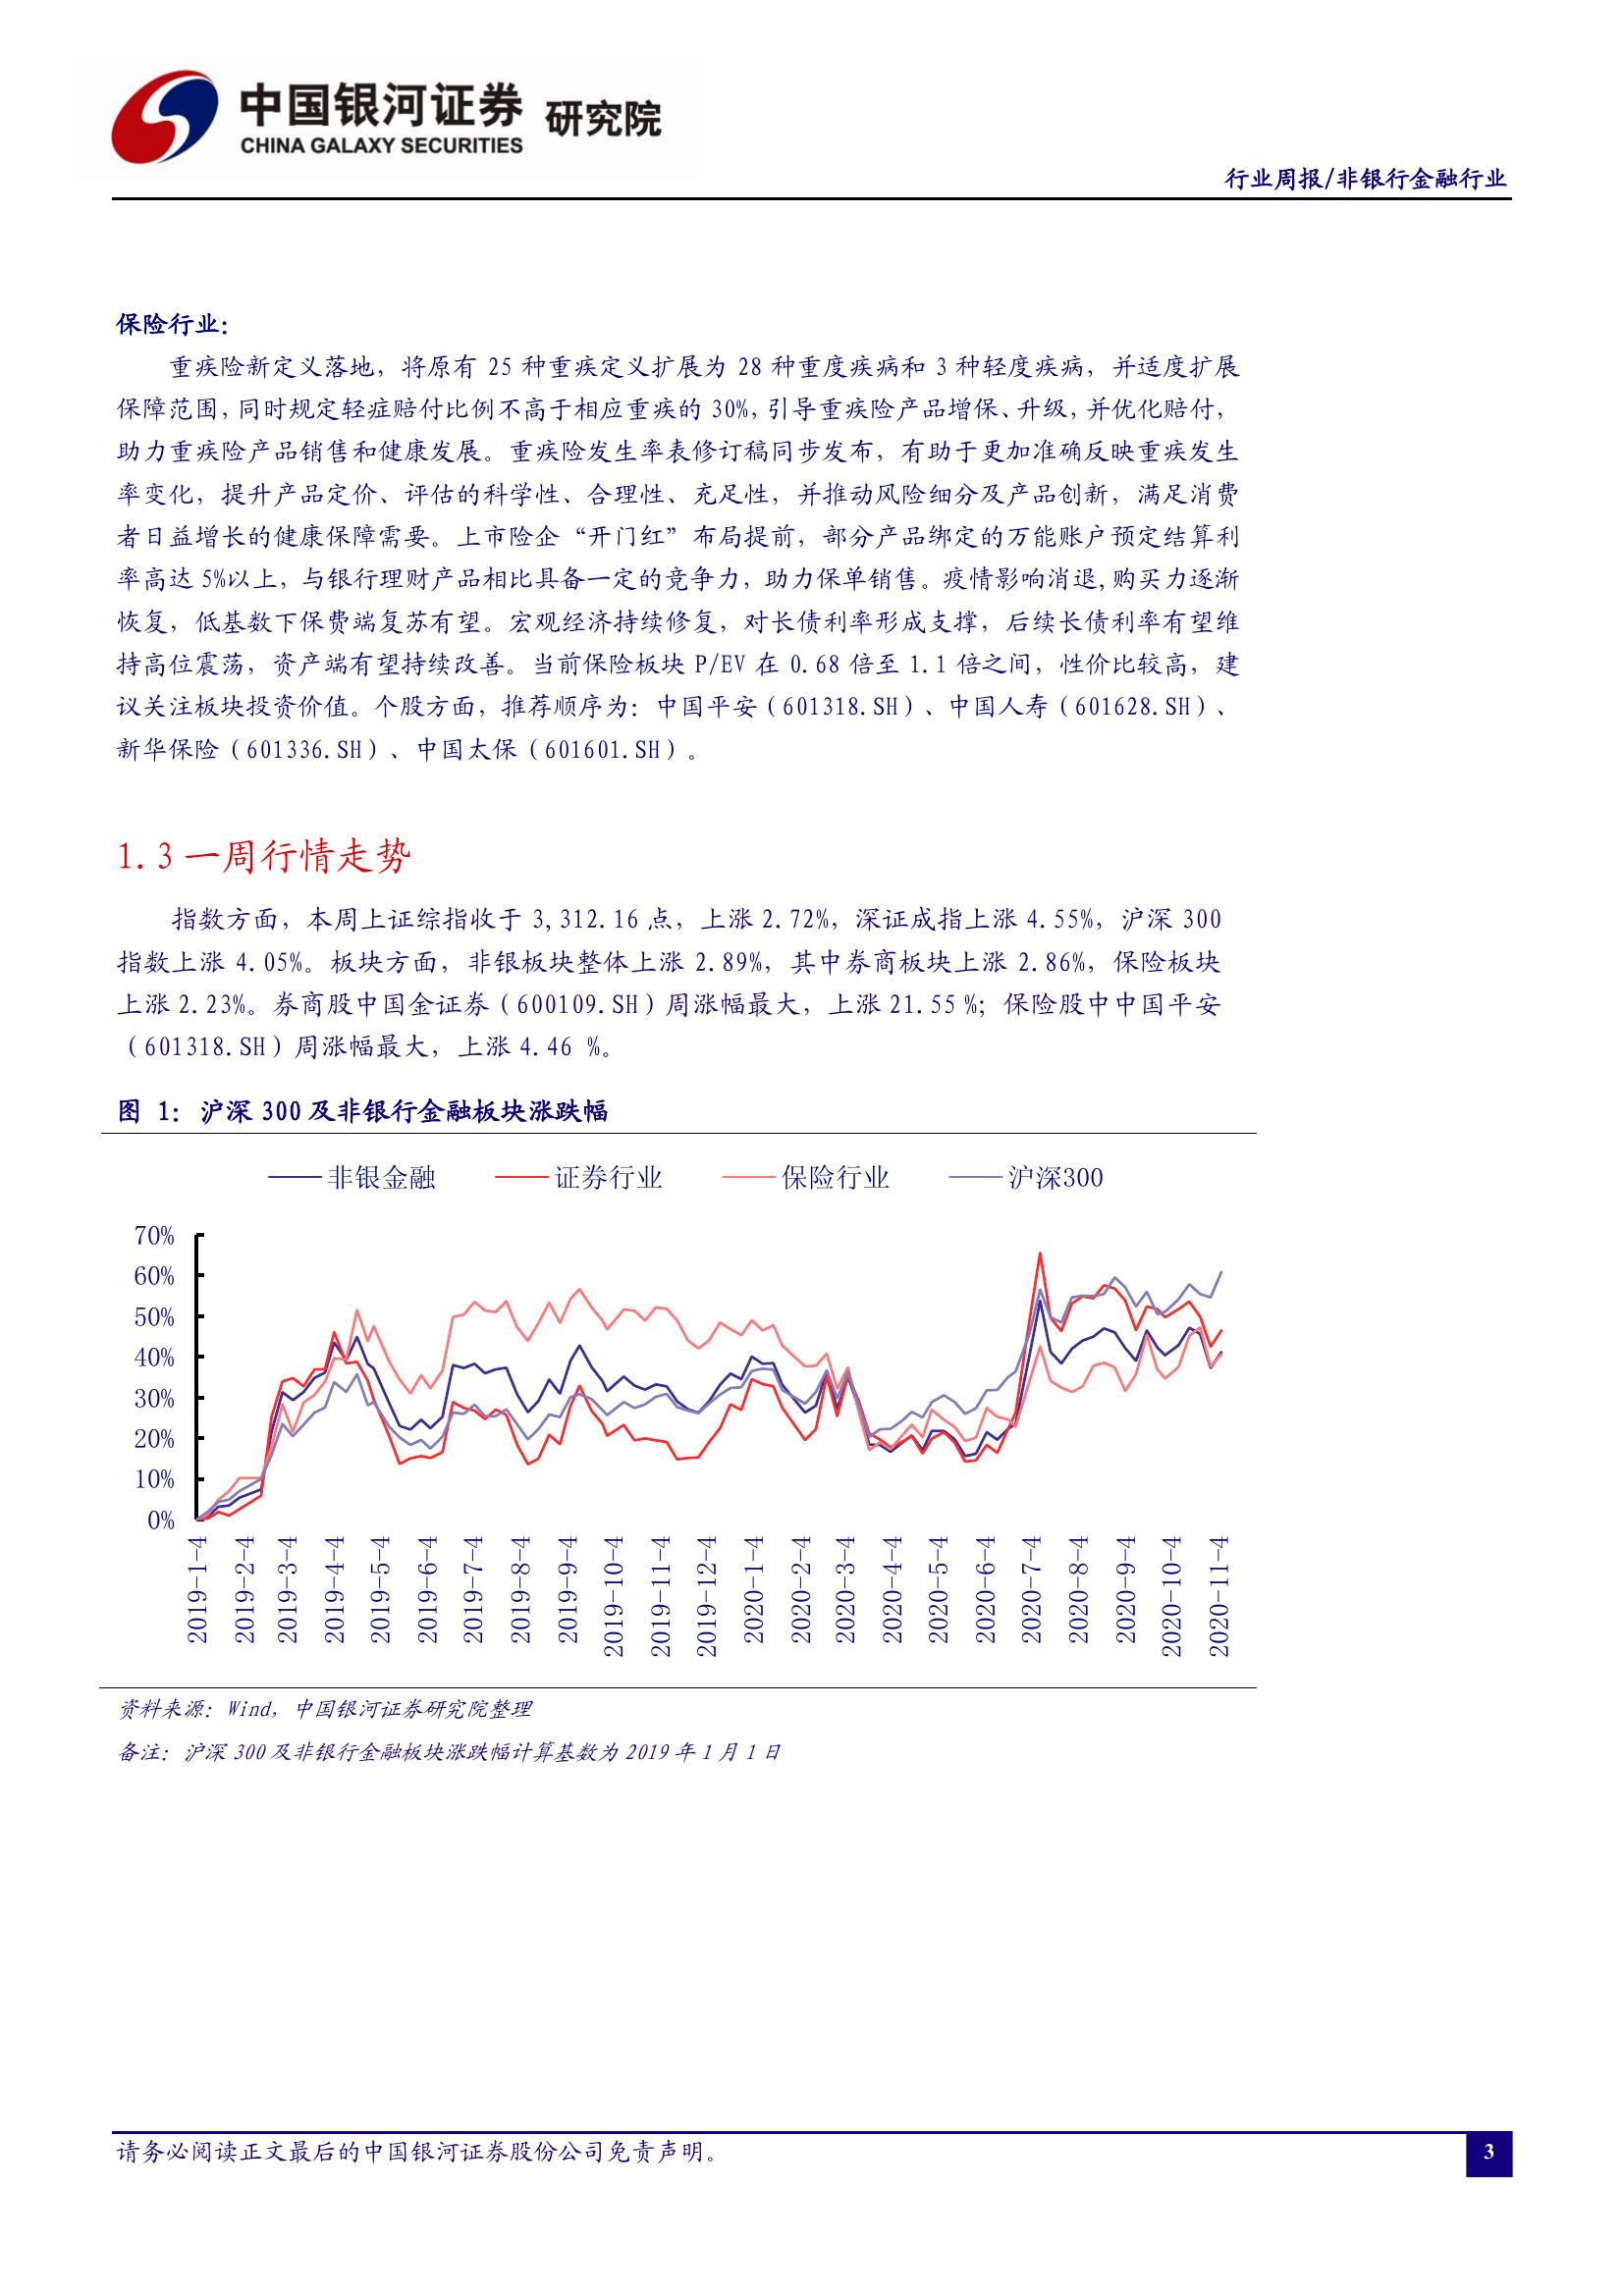 中国银河证券 研究院
CHINA GALAXY SECURITIES
行业周报/非银行金融行业
保险行业：
重疾险新定义落地，将原有 25 种重疾定义扩展为 28 种重度疾病和 3 种轻度疾病，并适度扩展
保障范围,同时规定轻症赔付比例不高于相应重疾的 30%,引导重疾险产品增保、升级,并优化赔付,
助力重疾险产品销售和健康发展。重疾险发生率表修订稿同步发布，有助于更加准确反映重疾发生
率变化，提升产品定价、评估的科学性、合理性、充足性，并推动风险细分及产品创新，满足消费
者日益增长的健康保障需要。上市险企“开门红”布局提前，部分产品绑定的万能账户预定结算利
率高达 5%以上，与银行理财产品相比具备一定的竞争力，助力保单销售。疫情影响消退,购买力逐渐
恢复，低基数下保费端复苏有望。宏观经济持续修复，对长债利率形成支撑，后续长债利率有望维
持高位震荡，资产端有望持续改善。当前保险板块 P/EV 在 0.68 倍至 1.1 倍之间，性价比较高，建
议关注板块投资价值。个股方面，推荐顺序为：中国平安（601318.SH）、中国人寿（601628.SH）、
新华保险（601336.SH）、中国太保（601601.SH）。
1.3 一周行情走势
指数方面，本周上证综指收于 3,312.16 点，上涨 2.72%，深证成指上涨 4.55%，沪深 300
指数上涨 4.05%。板块方面，非银板块整体上涨 2.89%，其中券商板块上涨 2.86%，保险板块
上涨 2.23%。券商股中国金证券（600109.SH）周涨幅最大，上涨 21.55 %；保险股中中国平安
（601318.SH）周涨幅最大，上涨 4.46 %。
图 1：沪深 300 及非银行金融板块涨跌幅
非银金融 证券行业 保险行业 沪深300
70%
60%
50%
40%
30%
20%
10%
0%
2019-1-4
2019-2-4
2019-3-4
2019-4-4
2019-5-4
2019-6-4
2019-7-4
2019-8-4
2019-9-4
2019-10-4
2019-11-4
2019-12-4
2020-1-4
2020-2-4
2020-3-4
2020-4-4
2020-5-4
2020-6-4
2020-7-4
2020-8-4
2020-9-4
2020-10-4
2020-11-4
资料来源：Wind，中国银河证券研究院整理
备注：沪深 300 及非银行金融板块涨跌幅计算基数为 2019 年 1 月 1 日
请务必阅读正文最后的中国银河证券股份公司免责声明。
3